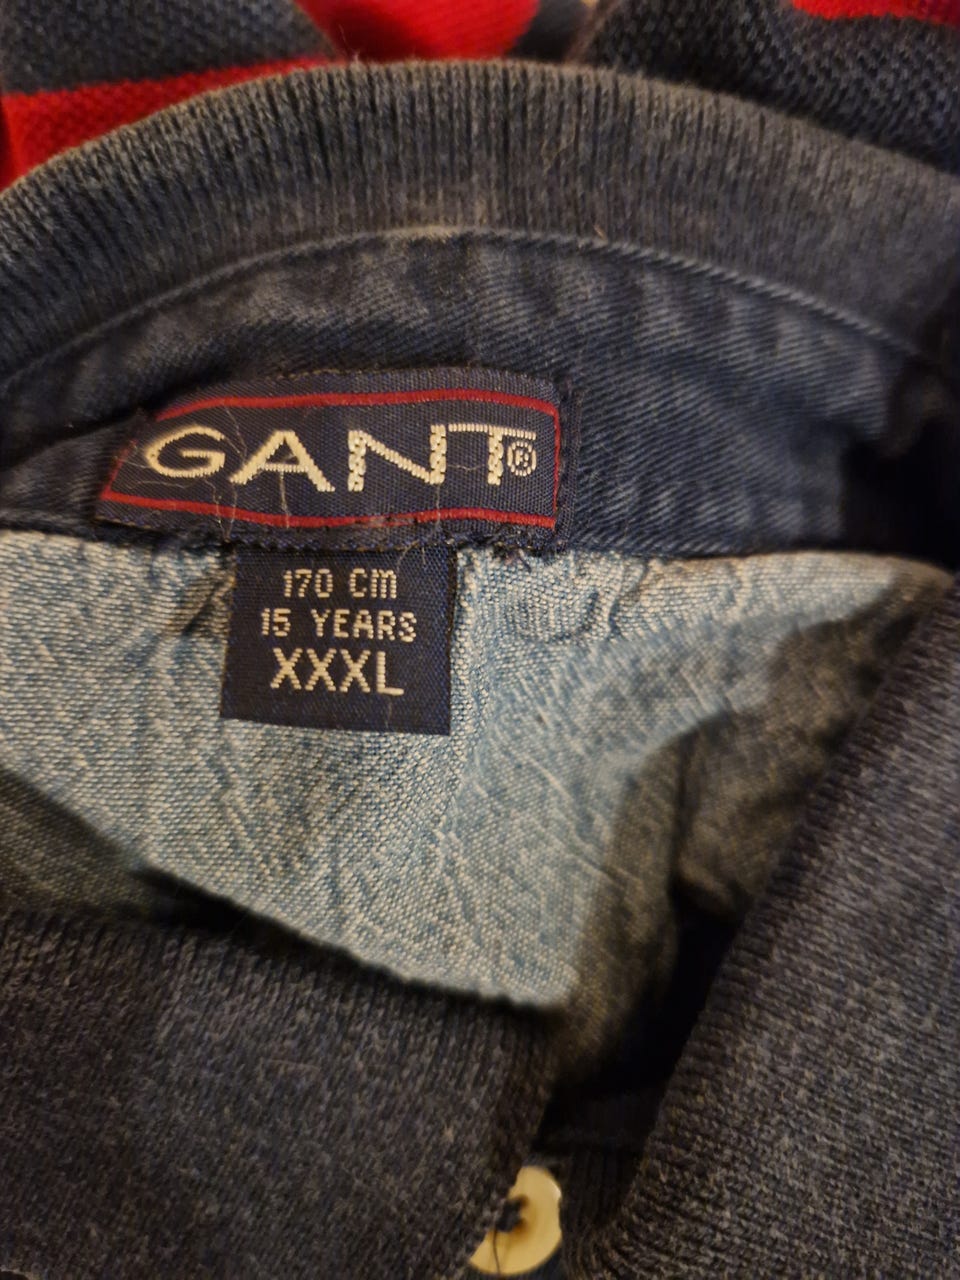 GANT®
170 cm
15 YEARS
XXXL